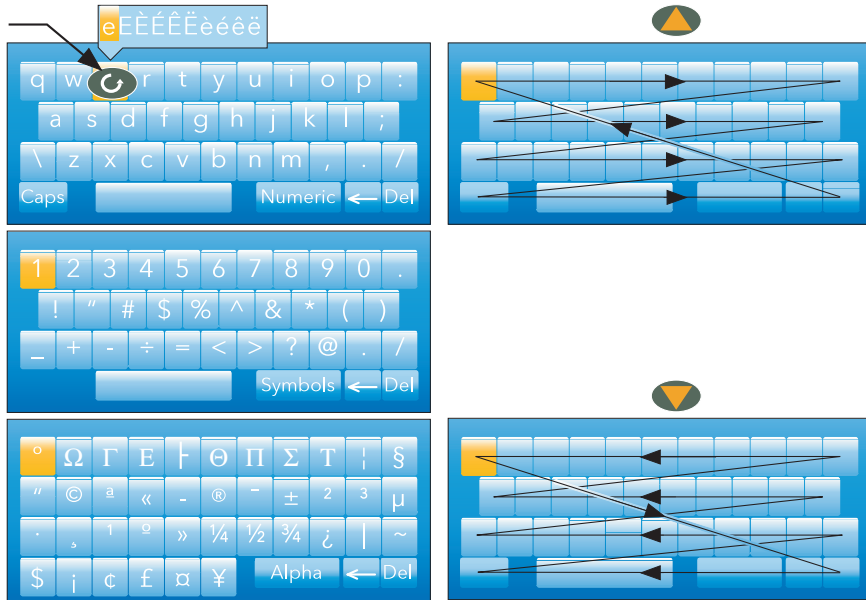 eEÈÉÊËèéêë
q w r t y u i o p :
a s d f g h j k l ;
\ z x c v b n m , . /
Caps Numeric ← Del
1 2 3 4 5 6 7 8 9 0 .
! " # $ % ^ & * ( )
_ + - ÷ = < > ? @ . /
Symbols ← Del
º Ω Γ Ε ├ Θ Π Σ Τ ¦ §
" © ª « - ® ¯ ± ² ³ µ
· ¸ ¹ º » ¼ ½ ¾ ¿ | ~
$ ¡ ¢ £ ¤ ¥ Alpha ← Del